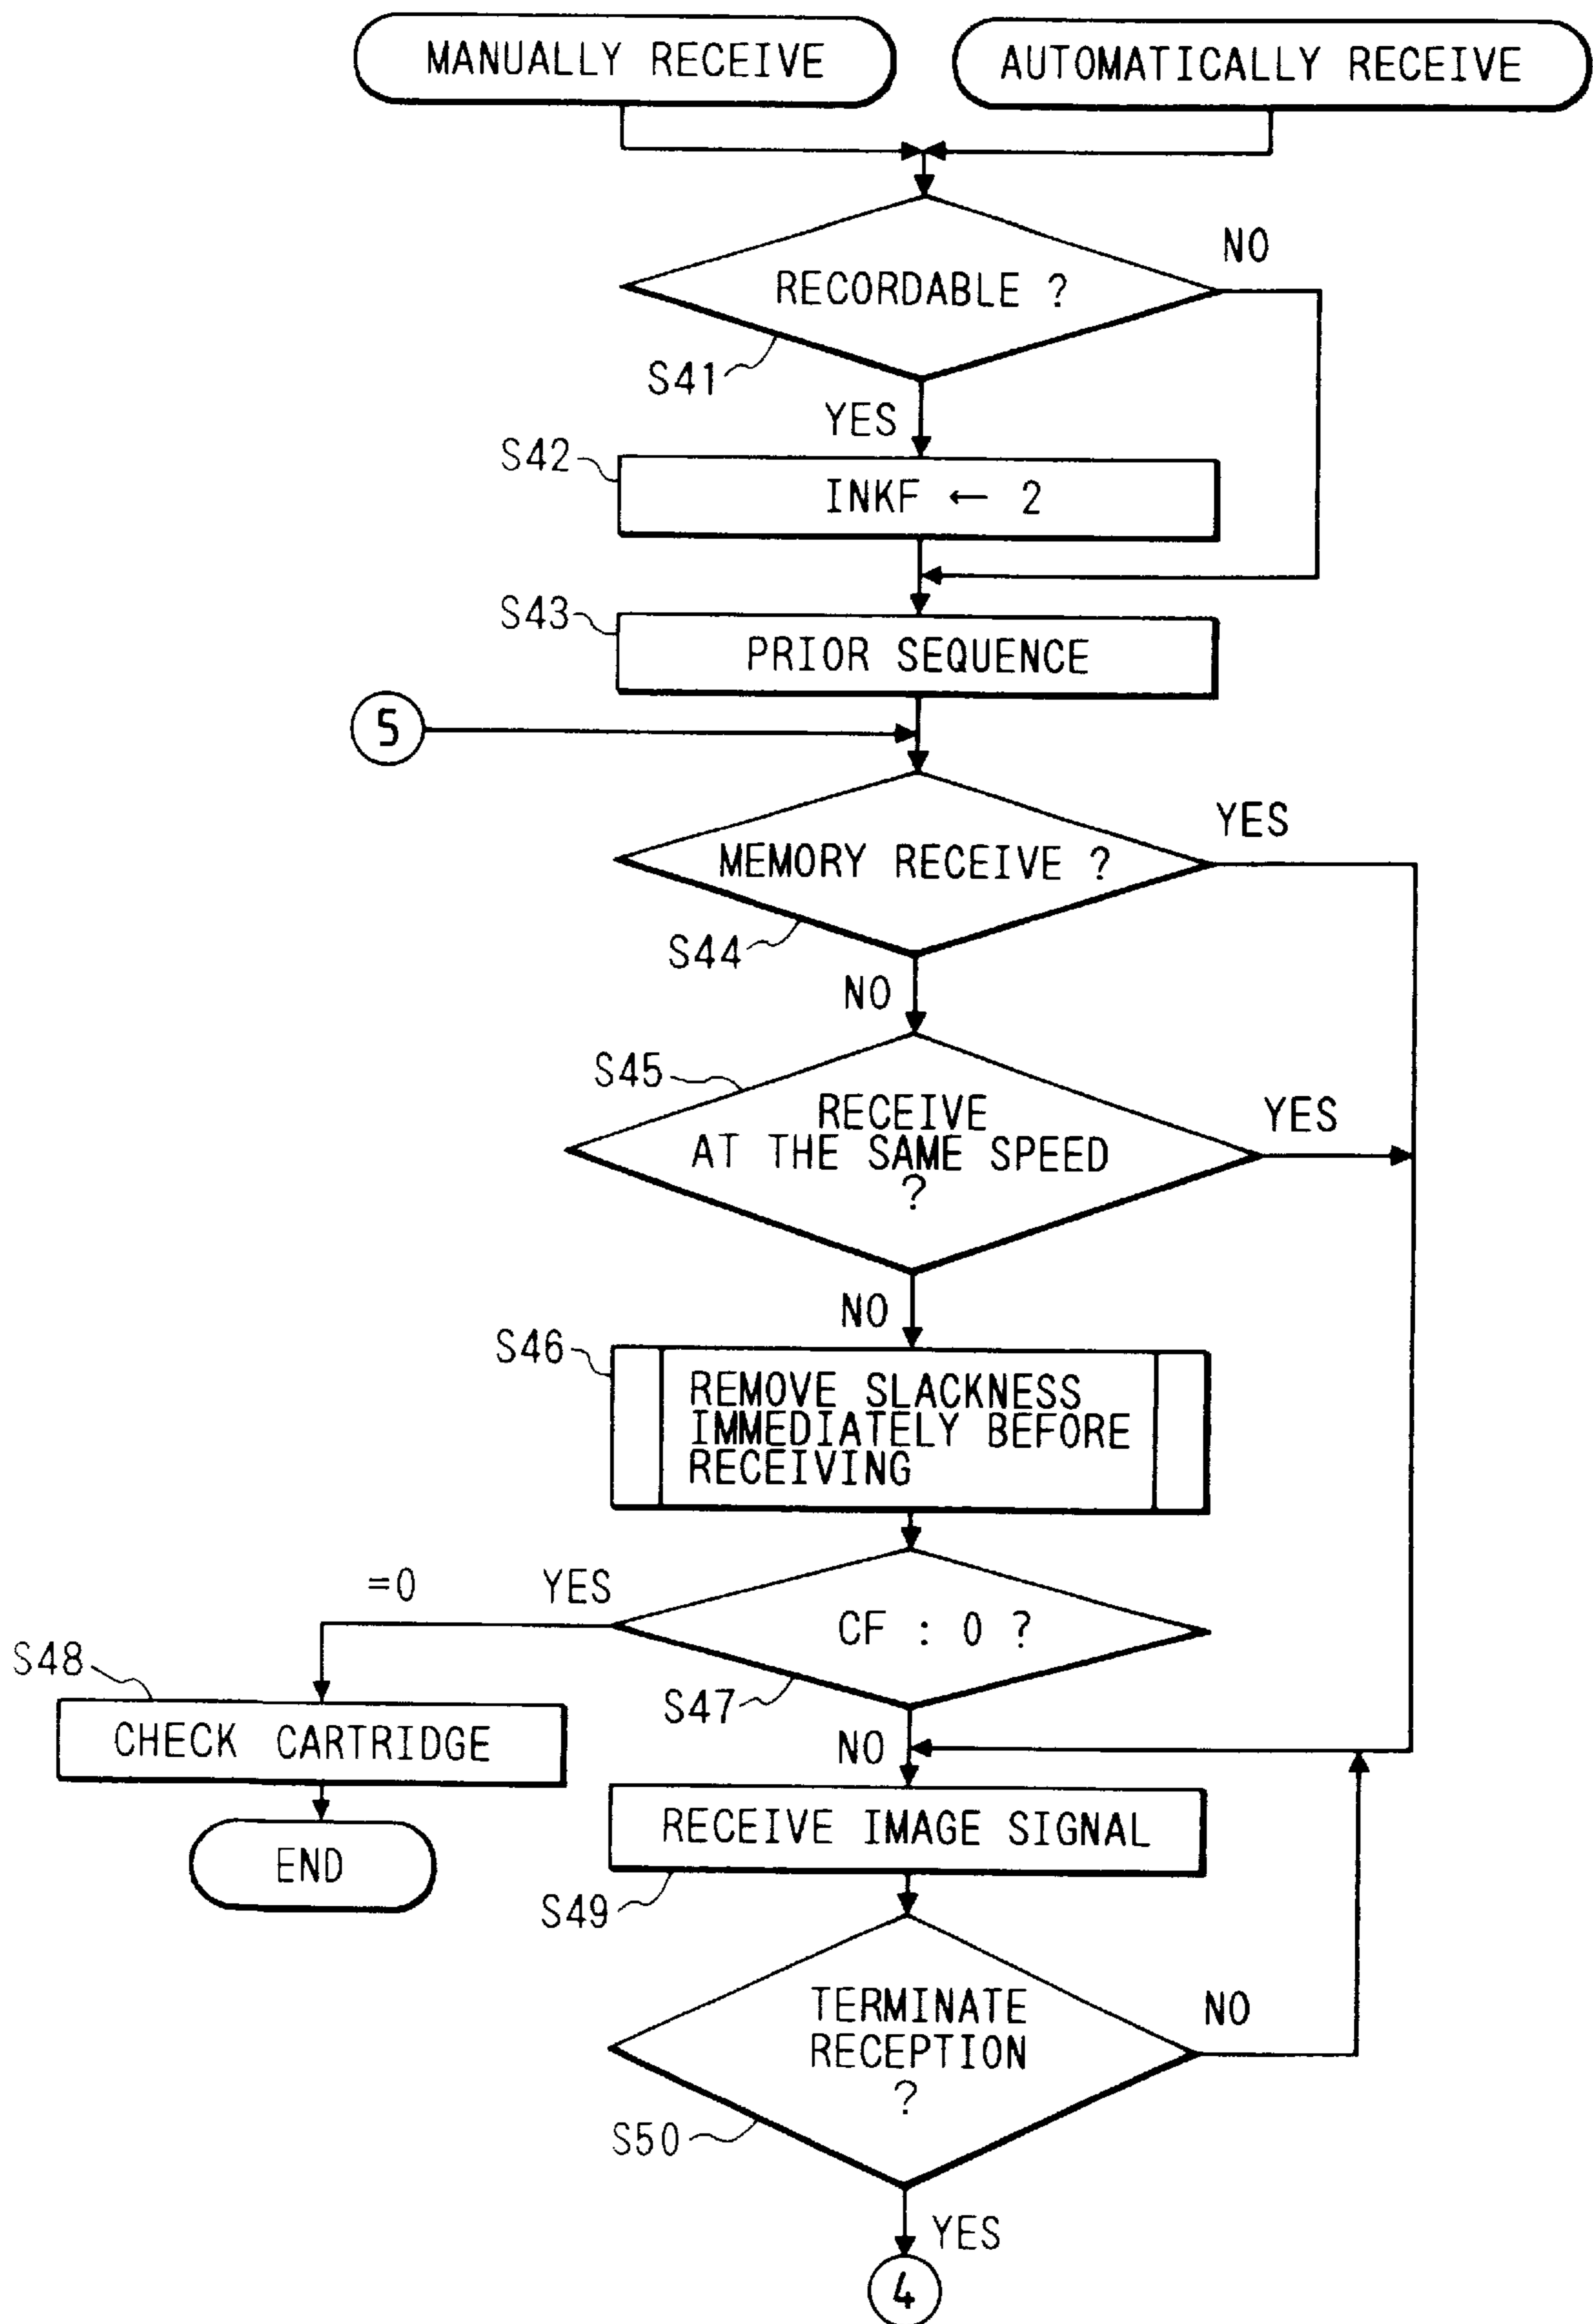 MANUALLY RECEIVE
AUTOMATICALLY RECEIVE
RECORDABLE ?
NO
S41
YES
S42
INKF ← 2
S43
PRIOR SEQUENCE
5
MEMORY RECEIVE ?
YES
S44
NO
S45
RECEIVE
AT THE SAME SPEED
?
YES
NO
S46
REMOVE SLACKNESS
IMMEDIATELY BEFORE
RECEIVING
=0
YES
CF : 0 ?
S48
S47
CHECK CARTRIDGE
NO
RECEIVE IMAGE SIGNAL
END
S49
TERMINATE
RECEPTION
?
NO
S50
YES
4